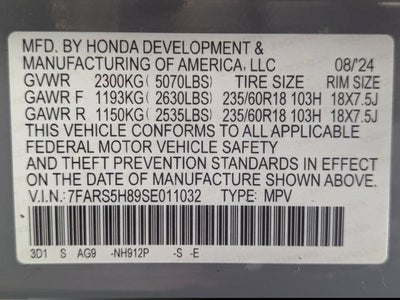 MFD. BY HONDA DEVELOPMENT &
MANUFACTURING OF AMERICA, LLC 08/'24
GVWR 2300KG ( 5070LBS) TIRE SIZE RIM SIZE
GAWR F 1193KG ( 2630LBS) 235/60R18 103H 18X7.5J
GAWR R 1150KG ( 2535LBS) 235/60R18 103H 18X7.5J
THIS VEHICLE CONFORMS TO ALL APPLICABLE
FEDERAL MOTOR VEHICLE SAFETY
AND THEFT PREVENTION STANDARDS IN EFFECT
ON THE DATE OF MANUFACTURE SHOWN ABOVE.
V.I.N.:7FARS5H89SE011032 TYPE: MPV
3D1 S AG9 -NH912P -S -E